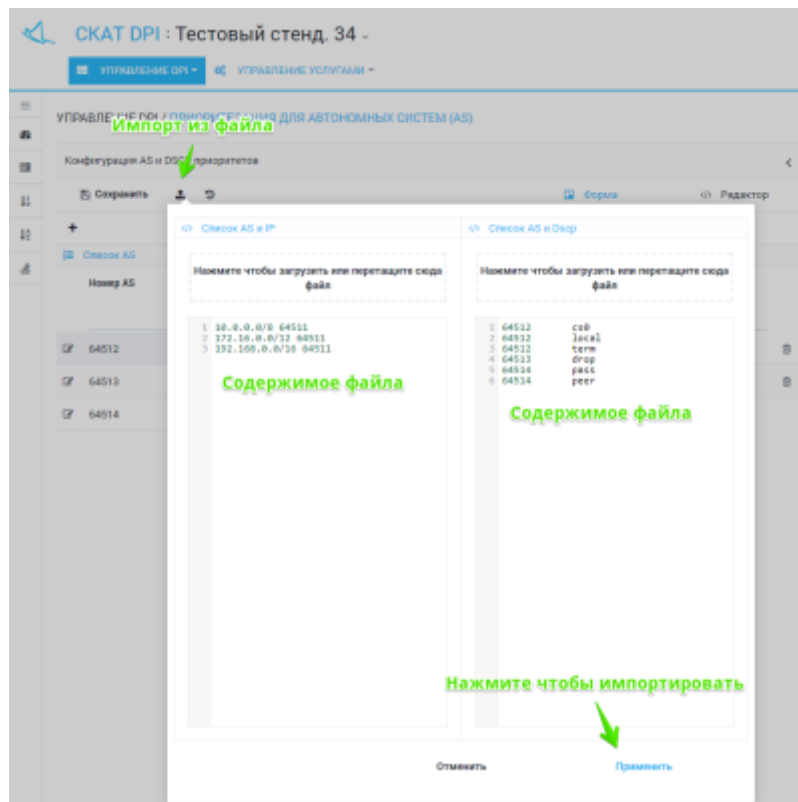 СКАТ DPI : Тестовый стенд. 34
УПРАВЛЕНИЕ DPI
УПРАВЛЕНИЕ УСЛУГАМИ
УПРАВЛЕНИЕ DPI / ПРИОРИТЕЗАЦИЯ ДЛЯ АВТОНОМНЫХ СИСТЕМ (AS)
Импорт из файла
Конфигурация AS и DSCP приоритетов
Сохранить
Форма
</> Редактор
+
Список AS
Номер AS
64512
64513
64514
</> Список AS и IP
Нажмите чтобы загрузить или перетащите сюда
файл
1 10.0.0.0/8 64511
2 172.16.0.0/12 64511
3 192.168.0.0/16 64511
Содержимое файла
</> Список AS и Dscp
Нажмите чтобы загрузить или перетащите сюда
файл
1 64512 cs0
2 64512 local
3 64512 term
4 64513 drop
5 64514 pass
6 64514 peer
Содержимое файла
Нажмите чтобы импортировать
Отменить
Применить